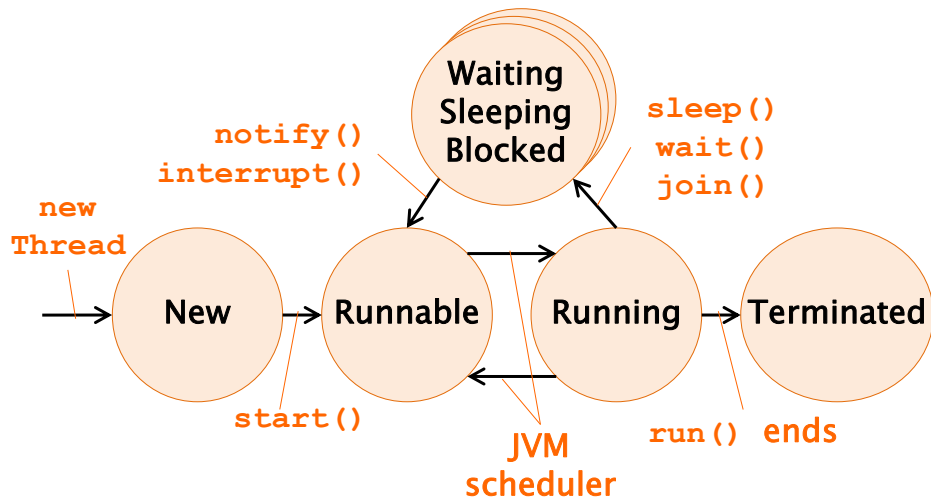 Waiting
Sleeping
Blocked
sleep()
wait()
join()
notify()
interrupt()
new
Thread
New
Runnable
Running
Terminated
start()
JVM
scheduler
run() ends